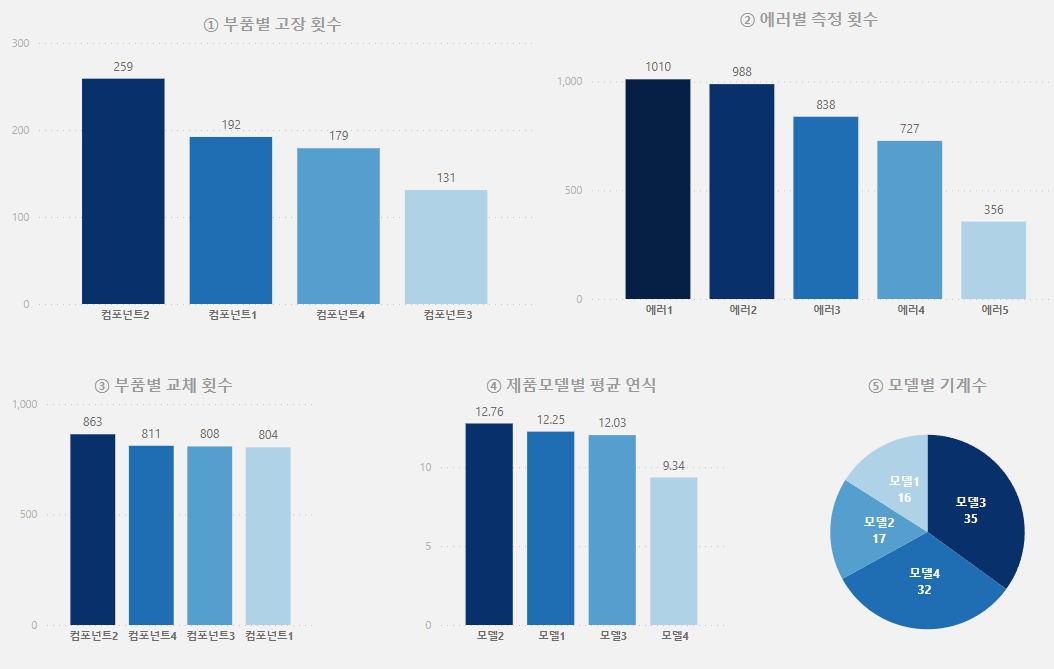 ① 부품별 고장 횟수
300
200
100
0
259
192
179
131
컴포넌트2 컴포넌트1 컴포넌트4 컴포넌트3
② 에러별 측정 횟수
1,000
500
0
1010
988
838
727
356
에러1 에러2 에러3 에러4 에러5
③ 부품별 교체 횟수
1,000
500
0
863
811
808
804
컴포넌트2 컴포넌트4 컴포넌트3 컴포넌트1
④ 제품모델별 평균 연식
10
5
0
12.76
12.25
12.03
9.34
모델2 모델1 모델3 모델4
⑤ 모델별 기계수
모델1
16
모델3
35
모델2
17
모델4
32